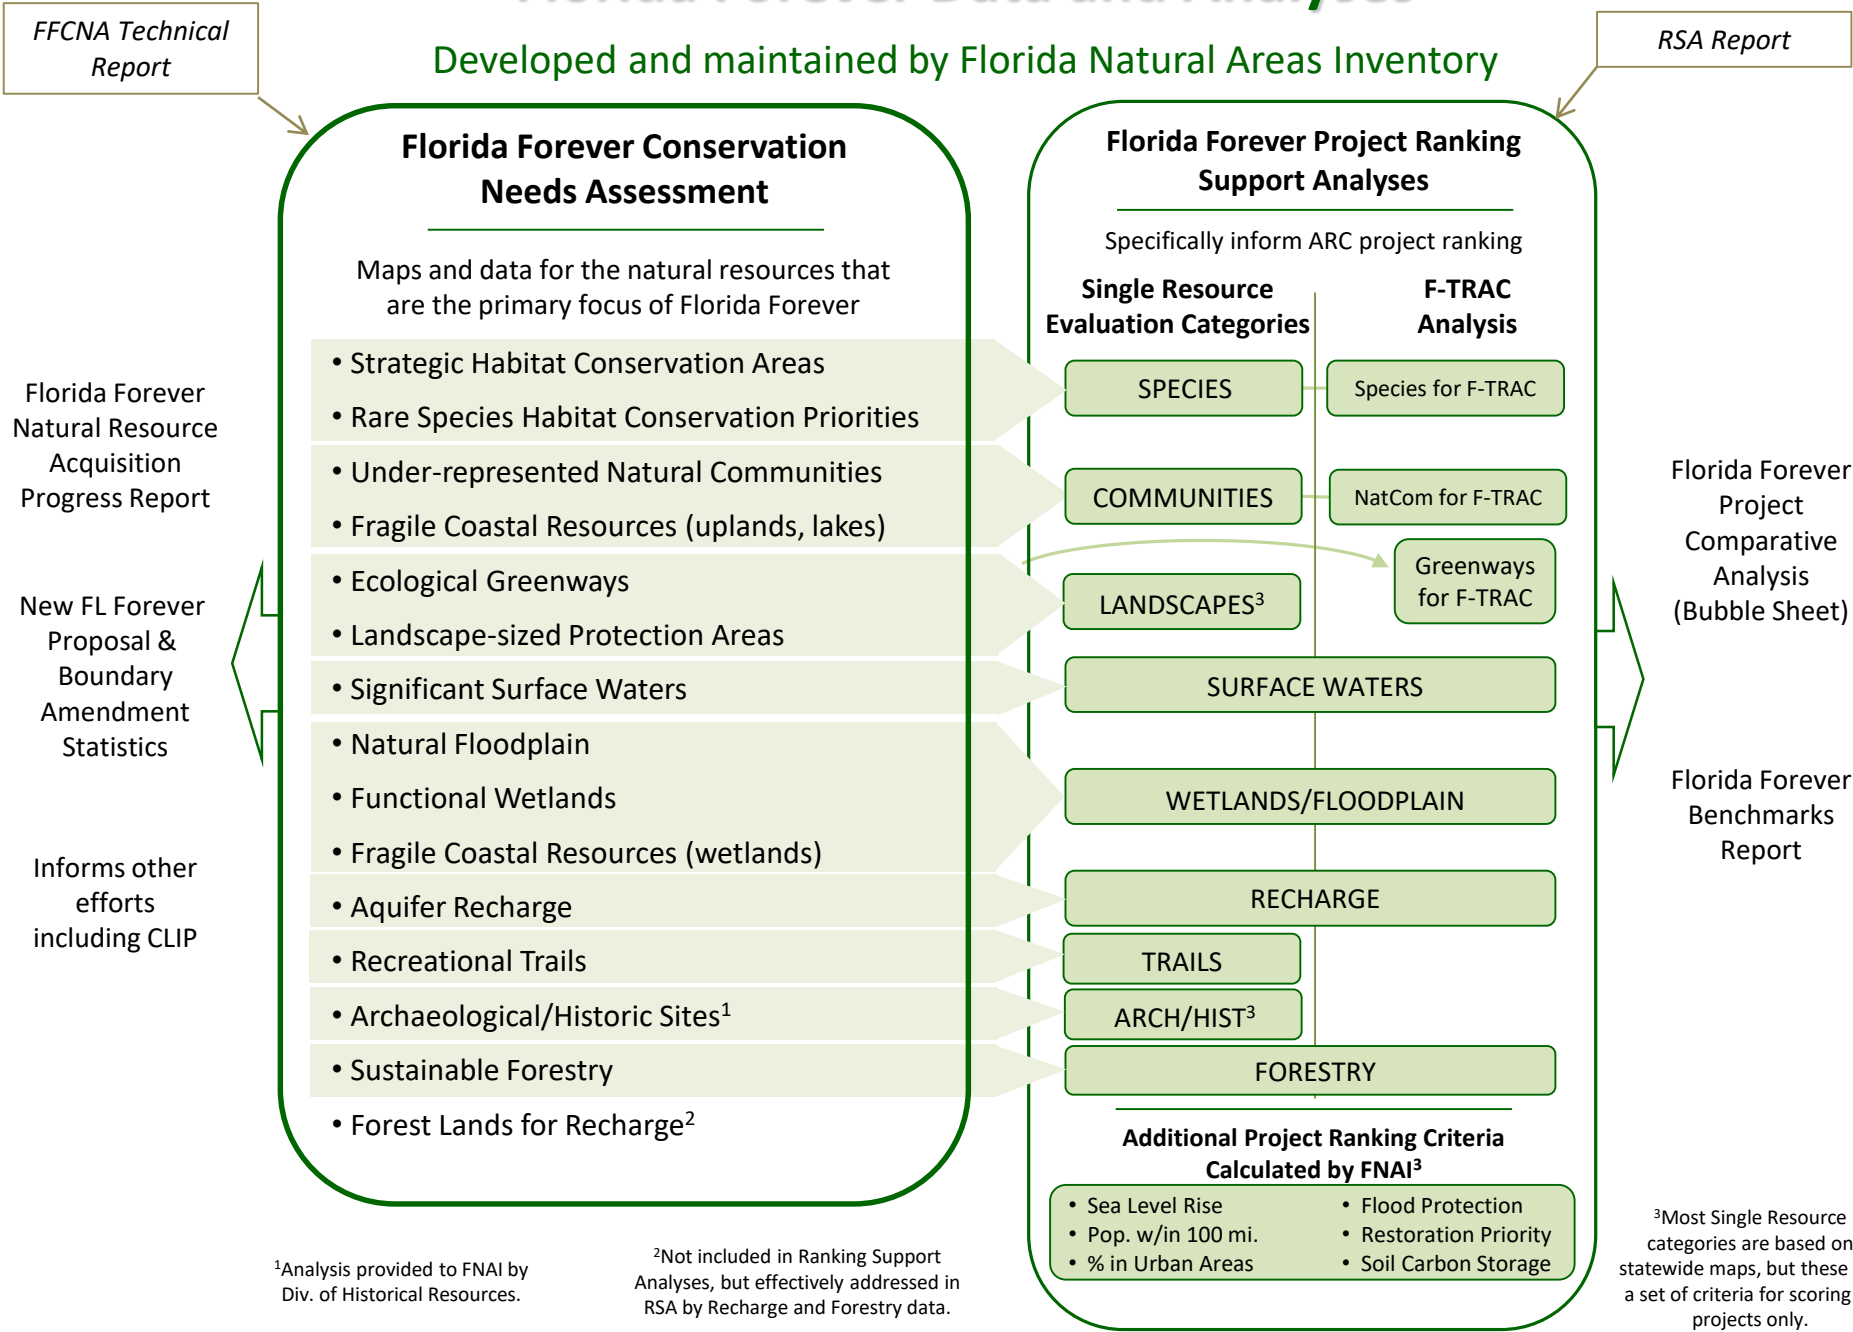 Florida Forever Data and Analyses
Developed and maintained by Florida Natural Areas Inventory
FFCNA Technical
Report
RSA Report
Florida Forever
Natural Resource
Acquisition
Progress Report
New FL Forever
Proposal &
Boundary
Amendment
Statistics
Informs other
efforts
including CLIP
Florida Forever Conservation
Needs Assessment
Maps and data for the natural resources that
are the primary focus of Florida Forever
• Strategic Habitat Conservation Areas
• Rare Species Habitat Conservation Priorities
• Under-represented Natural Communities
• Fragile Coastal Resources (uplands, lakes)
• Ecological Greenways
• Landscape-sized Protection Areas
• Significant Surface Waters
• Natural Floodplain
• Functional Wetlands
• Fragile Coastal Resources (wetlands)
• Aquifer Recharge
• Recreational Trails
• Archaeological/Historic Sites¹
• Sustainable Forestry
• Forest Lands for Recharge²
Florida Forever Project Ranking
Support Analyses
Specifically inform ARC project ranking
Single Resource
Evaluation Categories
F-TRAC
Analysis
SPECIES
Species for F-TRAC
COMMUNITIES
NatCom for F-TRAC
LANDSCAPES³
Greenways
for F-TRAC
SURFACE WATERS
WETLANDS/FLOODPLAIN
RECHARGE
TRAILS
ARCH/HIST³
FORESTRY
Additional Project Ranking Criteria
Calculated by FNAI³
• Sea Level Rise
• Pop. w/in 100 mi.
• % in Urban Areas
• Flood Protection
• Restoration Priority
• Soil Carbon Storage
Florida Forever
Project
Comparative
Analysis
(Bubble Sheet)
Florida Forever
Benchmarks
Report
¹Analysis provided to FNAI by
Div. of Historical Resources.
²Not included in Ranking Support
Analyses, but effectively addressed in
RSA by Recharge and Forestry data.
³Most Single Resource
categories are based on
statewide maps, but these
a set of criteria for scoring
projects only.